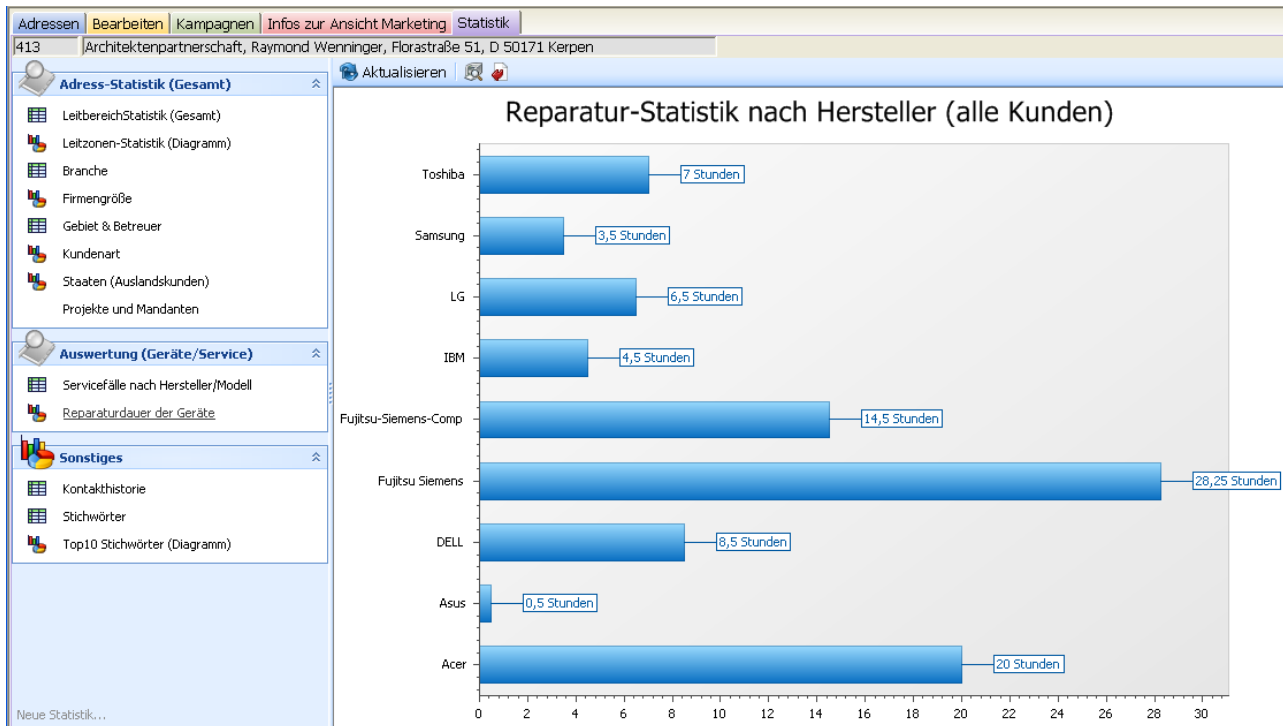 Adressen Bearbeiten Kampagnen Infos zur Ansicht Marketing Statistik
413 Architektenpartnerschaft, Raymond Wenninger, Florastraße 51, D 50171 Kerpen
Adress-Statistik (Gesamt)
LeitbereichStatistik (Gesamt)
Leitzonen-Statistik (Diagramm)
Branche
Firmengröße
Gebiet & Betreuer
Kundenart
Staaten (Auslandskunden)
Projekte und Mandanten
Auswertung (Geräte/Service)
Servicefälle nach Hersteller/Modell
Reparaturdauer der Geräte
Sonstiges
Kontakthistorie
Stichwörter
Top10 Stichwörter (Diagramm)
Neue Statistik...
Aktualisieren
Reparatur-Statistik nach Hersteller (alle Kunden)
Toshiba 7 Stunden
Samsung 3,5 Stunden
LG 6,5 Stunden
IBM 4,5 Stunden
Fujitsu-Siemens-Comp 14,5 Stunden
Fujitsu Siemens 28,25 Stunden
DELL 8,5 Stunden
Asus 0,5 Stunden
Acer 20 Stunden
0 2 4 6 8 10 12 14 16 18 20 22 24 26 28 30